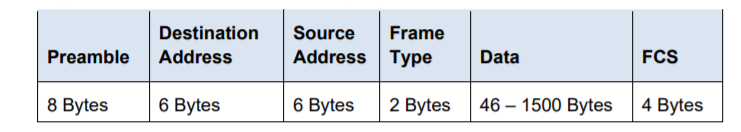 Preamble Destination Address Source Address Frame Type Data FCS
8 Bytes 6 Bytes 6 Bytes 2 Bytes 46 – 1500 Bytes 4 Bytes